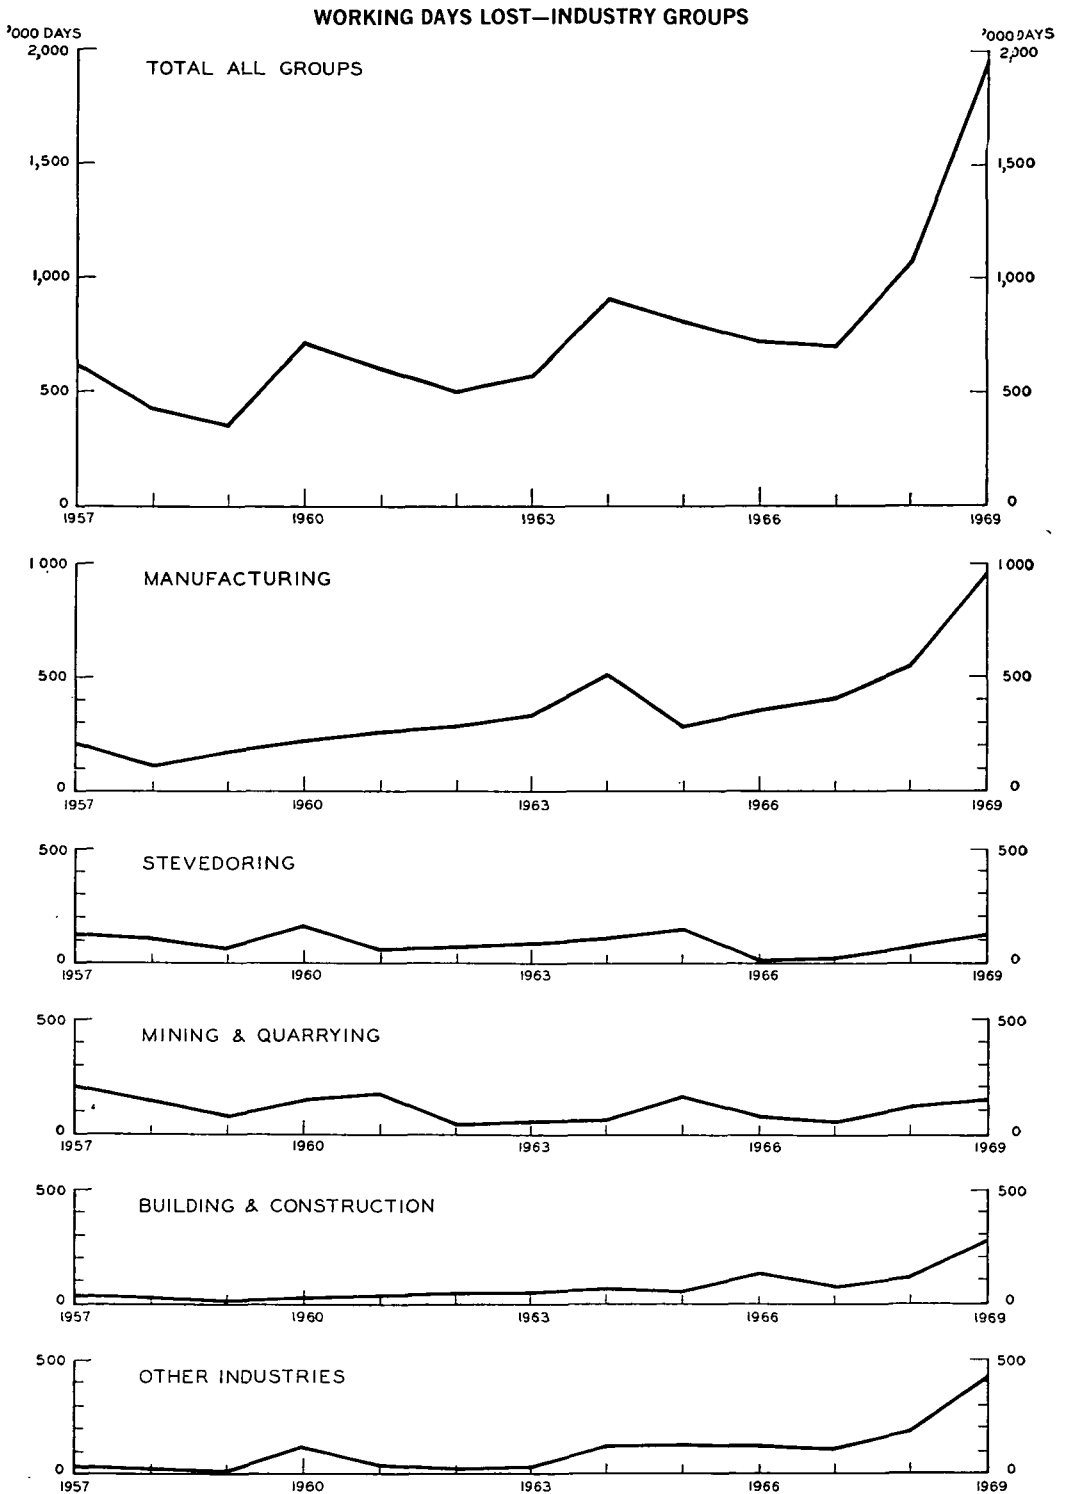 WORKING DAYS LOST—INDUSTRY GROUPS
'000 DAYS '000 DAYS
2,000 2,000
TOTAL ALL GROUPS
1,500 1,500
1,000 1,000
500 500
0 0
1957 1960 1963 1966 1969
1 000 1 000
MANUFACTURING
500 500
0 0
1957 1960 1963 1966 1969
500 500
STEVEDORING
0 0
1957 1960 1963 1966 1969
500 500
MINING & QUARRYING
0 0
1957 1960 1963 1966 1969
500 500
BUILDING & CONSTRUCTION
0 0
1957 1960 1963 1966 1969
500 500
OTHER INDUSTRIES
0 0
1957 1960 1963 1966 1969